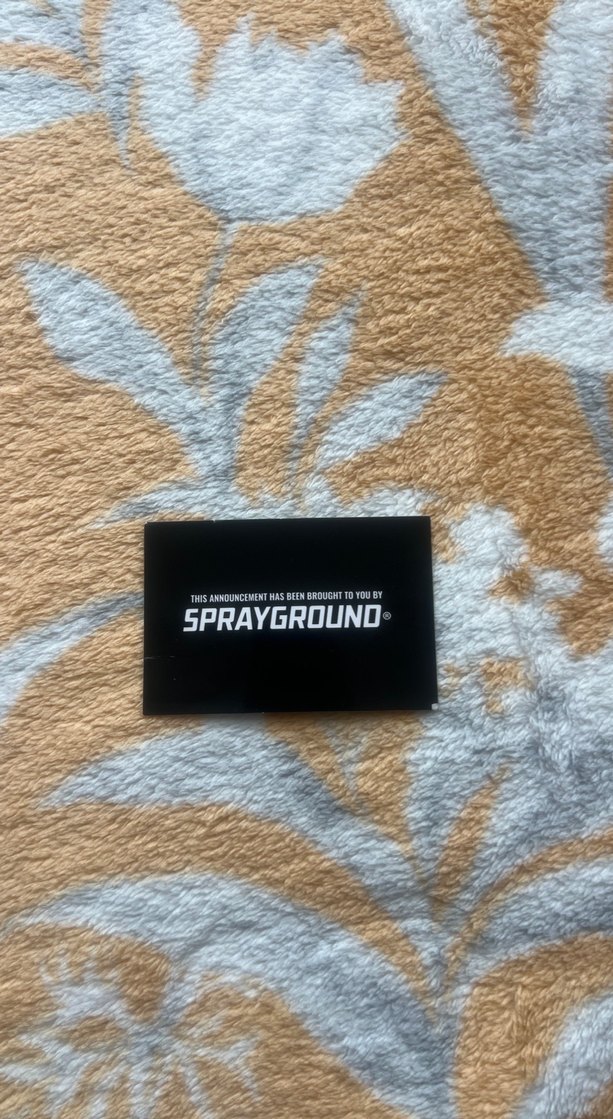 THIS ANNOUNCEMENT HAS BEEN BROUGHT TO YOU BY
SPRAYGROUND®